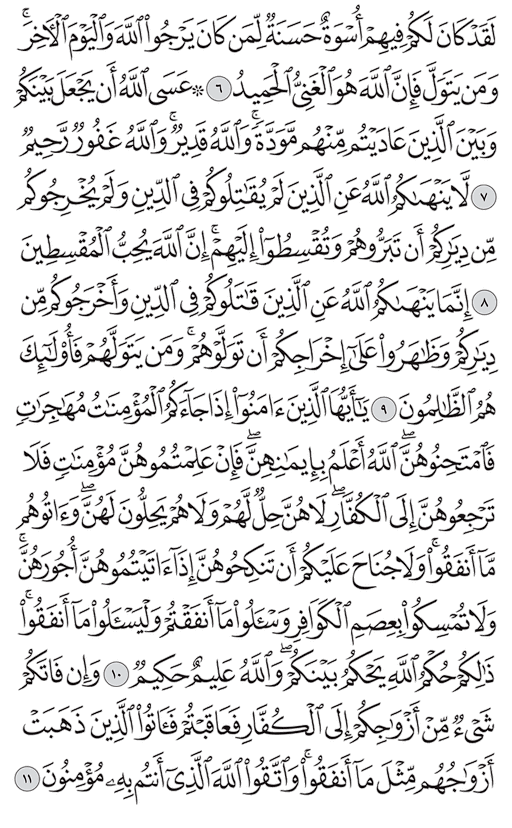 لَقَدْ كَانَ لَكُمْ فِيهِمْ أُسْوَةٌ حَسَنَةٌ لِّمَن كَانَ يَرْجُوا۟ ٱللَّهَ وَٱلْيَوْمَ ٱلْـَٔاخِرَ ۚ
وَمَن يَتَوَلَّ فَإِنَّ ٱللَّهَ هُوَ ٱلْغَنِىُّ ٱلْحَمِيدُ ٦ ۞ عَسَى ٱللَّهُ أَن يَجْعَلَ بَيْنَكُمْ
وَبَيْنَ ٱلَّذِينَ عَادَيْتُم مِّنْهُم مَّوَدَّةً ۚ وَٱللَّهُ قَدِيرٌ ۚ وَٱللَّهُ غَفُورٌ رَّحِيمٌ
٧ لَّا يَنْهَىٰكُمُ ٱللَّهُ عَنِ ٱلَّذِينَ لَمْ يُقَـٰتِلُوكُمْ فِى ٱلدِّينِ وَلَمْ يُخْرِجُوكُم
مِّن دِيَـٰرِكُمْ أَن تَبَرُّوهُمْ وَتُقْسِطُوٓا۟ إِلَيْهِمْ ۚ إِنَّ ٱللَّهَ يُحِبُّ ٱلْمُقْسِطِينَ
٨ إِنَّمَا يَنْهَىٰكُمُ ٱللَّهُ عَنِ ٱلَّذِينَ قَـٰتَلُوكُمْ فِى ٱلدِّينِ وَأَخْرَجُوكُم مِّن
دِيَـٰرِكُمْ وَظَـٰهَرُوا۟ عَلَىٰٓ إِخْرَاجِكُمْ أَن تَوَلَّوْهُمْ ۚ وَمَن يَتَوَلَّهُمْ فَأُو۟لَـٰٓئِكَ
هُمُ ٱلظَّـٰلِمُونَ ٩ يَـٰٓأَيُّهَا ٱلَّذِينَ ءَامَنُوٓا۟ إِذَا جَآءَكُمُ ٱلْمُؤْمِنَـٰتُ مُهَـٰجِرَٰتٍ
فَٱمْتَحِنُوهُنَّ ۖ ٱللَّهُ أَعْلَمُ بِإِيمَـٰنِهِنَّ ۖ فَإِنْ عَلِمْتُمُوهُنَّ مُؤْمِنَـٰتٍ فَلَا
تَرْجِعُوهُنَّ إِلَى ٱلْكُفَّارِ ۖ لَا هُنَّ حِلٌّ لَّهُمْ وَلَا هُمْ يَحِلُّونَ لَهُنَّ ۖ وَءَاتُوهُم
مَّآ أَنفَقُوا۟ ۚ وَلَا جُنَاحَ عَلَيْكُمْ أَن تَنكِحُوهُنَّ إِذَآ ءَاتَيْتُمُوهُنَّ أُجُورَهُنَّ ۚ
وَلَا تُمْسِكُوا۟ بِعِصَمِ ٱلْكَوَافِرِ وَسْـَٔلُوا۟ مَآ أَنفَقْتُمْ وَلْيَسْـَٔلُوا۟ مَآ أَنفَقُوا۟ ۚ
ذَٰلِكُمْ حُكْمُ ٱللَّهِ يَحْكُمُ بَيْنَكُمْ ۖ وَٱللَّهُ عَلِيمٌ حَكِيمٌ ١٠ وَإِن فَاتَكُمْ
شَىْءٌ مِّنْ أَزْوَٰجِكُمْ إِلَى ٱلْكُفَّارِ فَعَاقَبْتُمْ فَـَٔاتُوا۟ ٱلَّذِينَ ذَهَبَتْ
أَزْوَٰجُهُم مِّثْلَ مَآ أَنفَقُوا۟ ۚ وَٱتَّقُوا۟ ٱللَّهَ ٱلَّذِىٓ أَنتُم بِهِۦ مُؤْمِنُونَ ١١